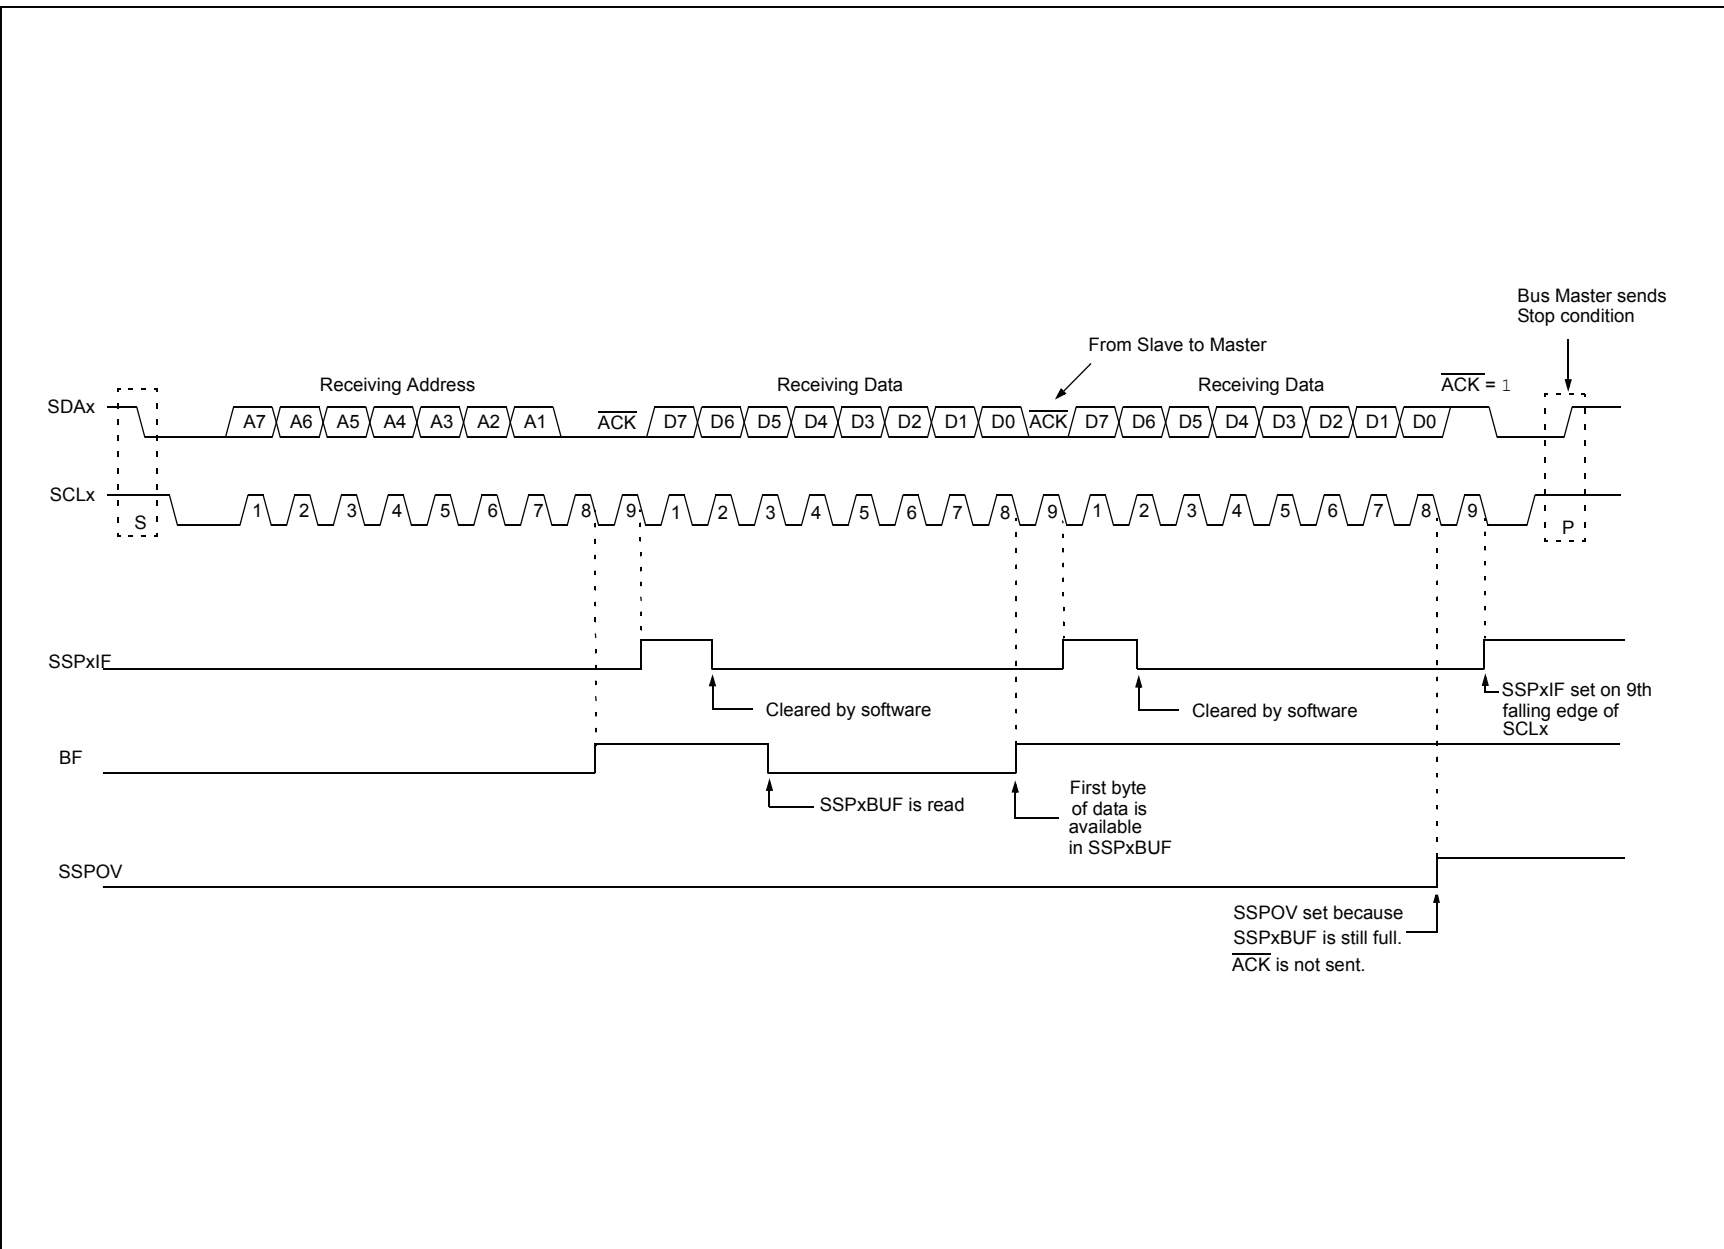 Bus Master sends
Stop condition
From Slave to Master
Receiving Address
Receiving Data
Receiving Data
ACK = 1
SDAx
A7 A6 A5 A4 A3 A2 A1 ACK D7 D6 D5 D4 D3 D2 D1 D0 ACK D7 D6 D5 D4 D3 D2 D1 D0
SCLx
S 1 2 3 4 5 6 7 8 9 1 2 3 4 5 6 7 8 9 1 2 3 4 5 6 7 8 9 P
SSPxIF
Cleared by software
Cleared by software
SSPxIF set on 9th
falling edge of
SCLx
BF
SSPxBUF is read
First byte
of data is
available
in SSPxBUF
SSPOV
SSPOV set because
SSPxBUF is still full.
ACK is not sent.